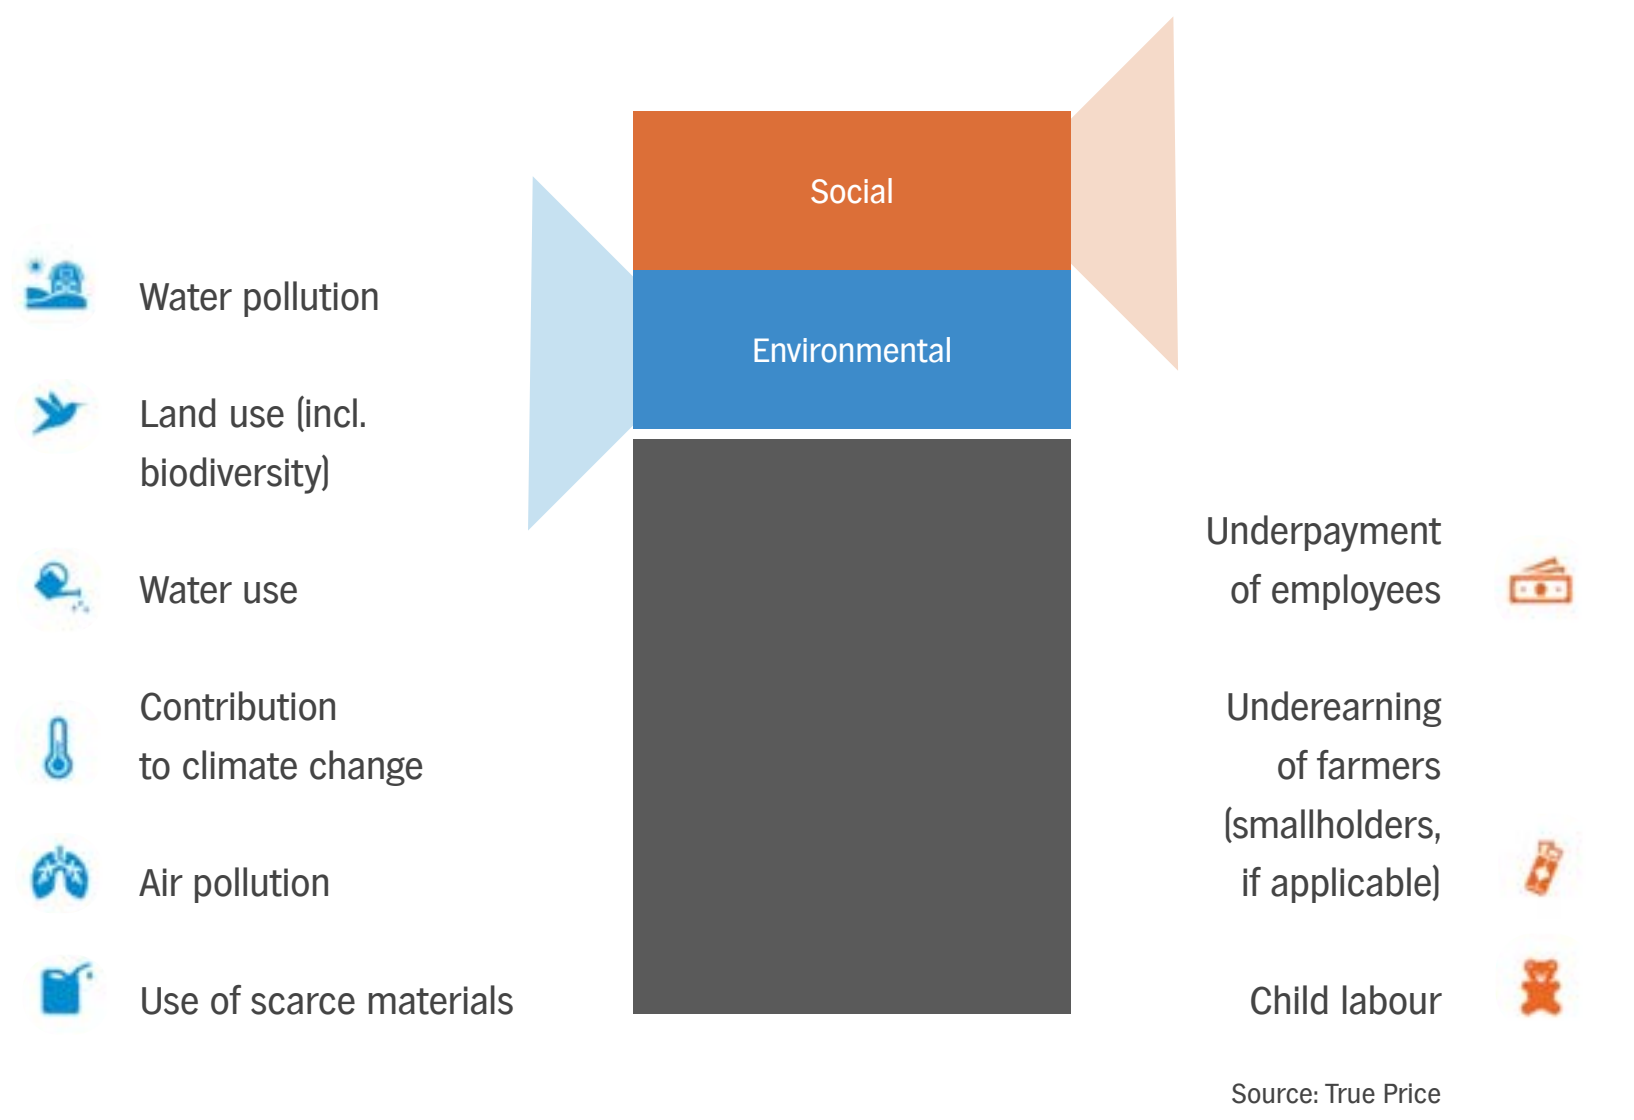 Social
Environmental
Water pollution
Land use (incl.
biodiversity)
Water use
Contribution
to climate change
Air pollution
Use of scarce materials
Underpayment
of employees
Underearning
of farmers
(smallholders,
if applicable)
Child labour
Source: True Price